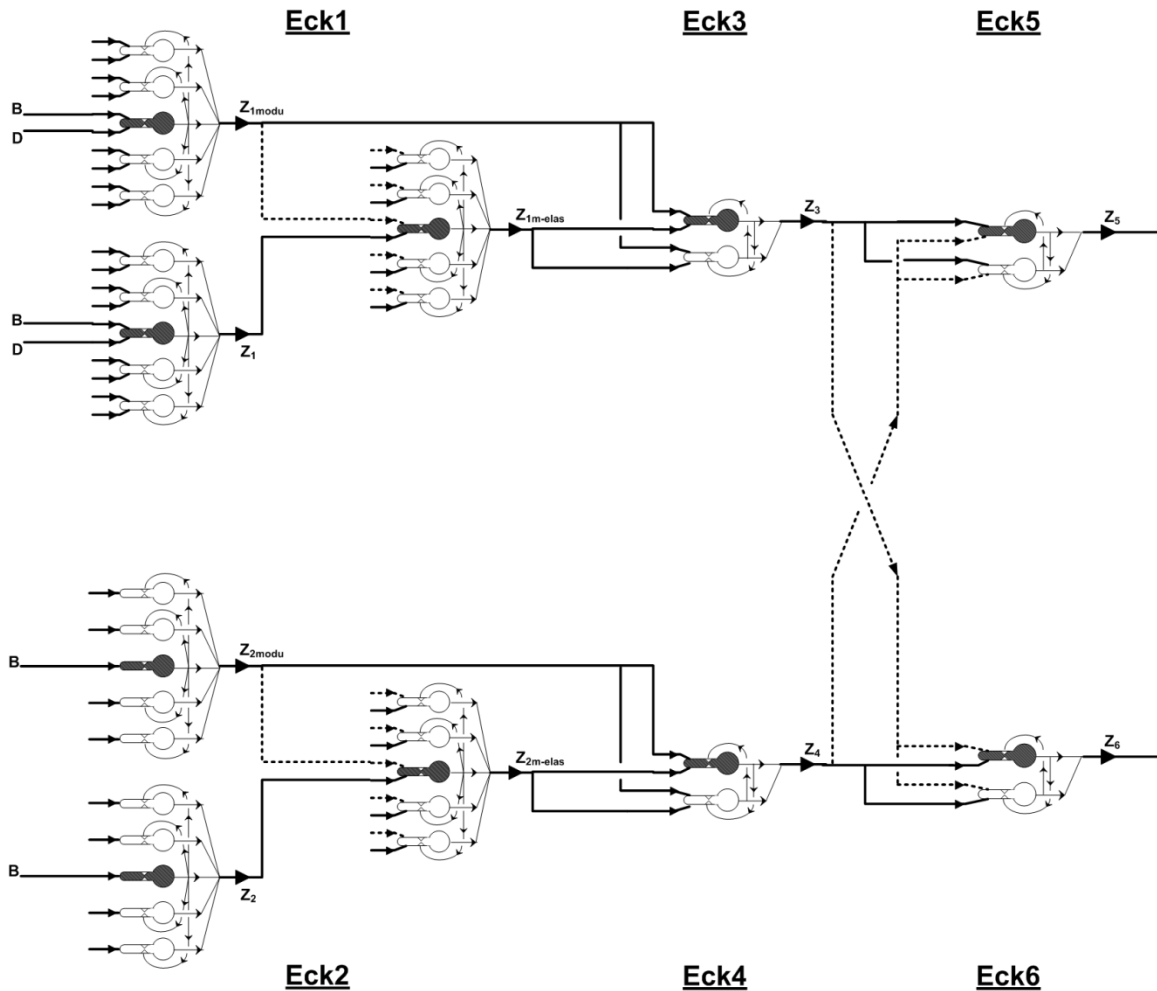 Eck1 Eck3 Eck5
B
D
Z1modu
Z3
Z5
Z1m-elas
B
D
Z1
B
Z2modu
Z2m-elas
Z4
Z6
B
Z2
Eck2 Eck4 Eck6